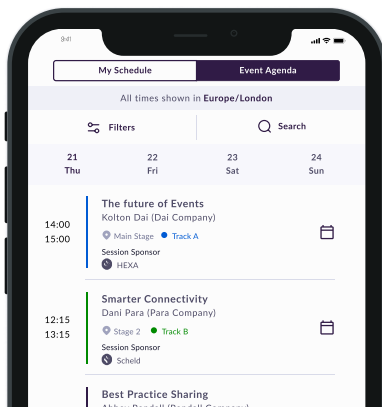 9:41
My Schedule Event Agenda
All times shown in Europe/London
Filters Search
21 22 23 24
Thu Fri Sat Sun
The future of Events
Kolton Dai (Dai Company)
14:00
15:00
Main Stage Track A
Session Sponsor
HEXA
Smarter Connectivity
Dani Para (Para Company)
12:15
13:15
Stage 2 Track B
Session Sponsor
Scheld
Best Practice Sharing